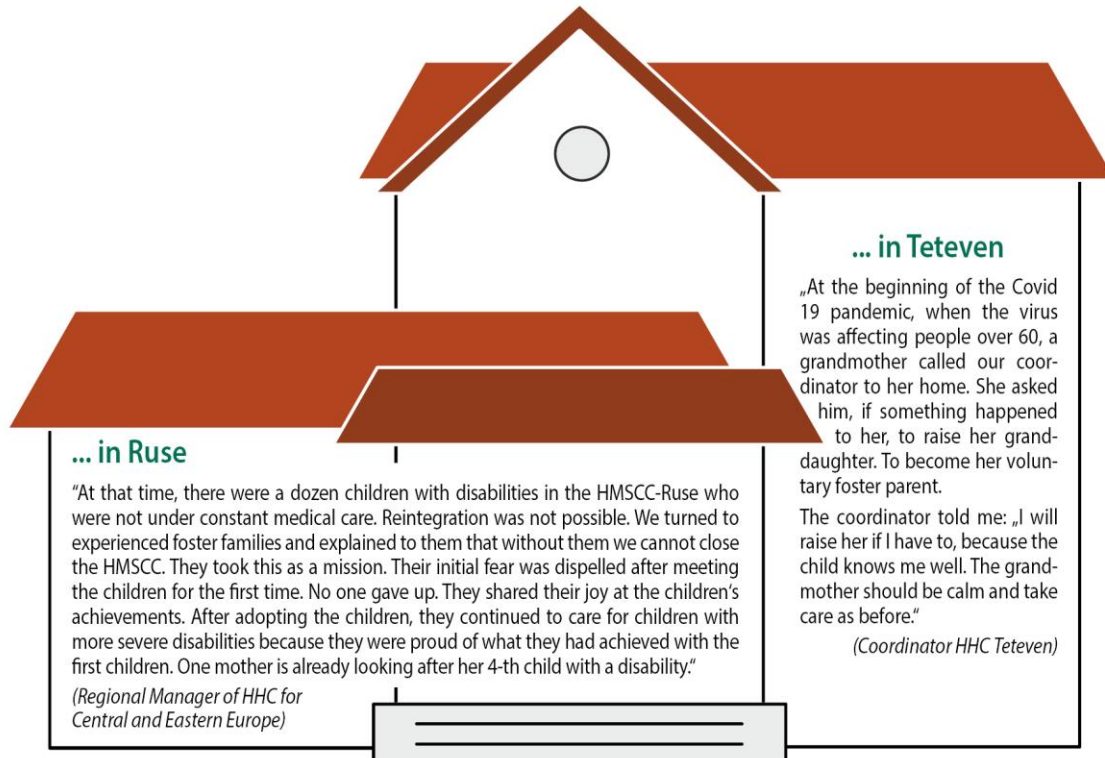 ... in Teteven
„At the beginning of the Covid
19 pandemic, when the virus
was affecting people over 60, a
grandmother called our coor-
dinator to her home. She asked
him, if something happened
to her, to raise her grand-
daughter. To become her volun-
tary foster parent.
The coordinator told me: „I will
raise her if I have to, because the
child knows me well. The grand-
mother should be calm and take
care as before.“
(Coordinator HHC Teteven)
... in Ruse
“At that time, there were a dozen children with disabilities in the HMSCC-Ruse who
were not under constant medical care. Reintegration was not possible. We turned to
experienced foster families and explained to them that without them we cannot close
the HMSCC. They took this as a mission. Their initial fear was dispelled after meeting
the children for the first time. No one gave up. They shared their joy at the children‘s
achievements. After adopting the children, they continued to care for children with
more severe disabilities because they were proud of what they had achieved with the
first children. One mother is already looking after her 4-th child with a disability.“
(Regional Manager of HHC for
Central and Eastern Europe)